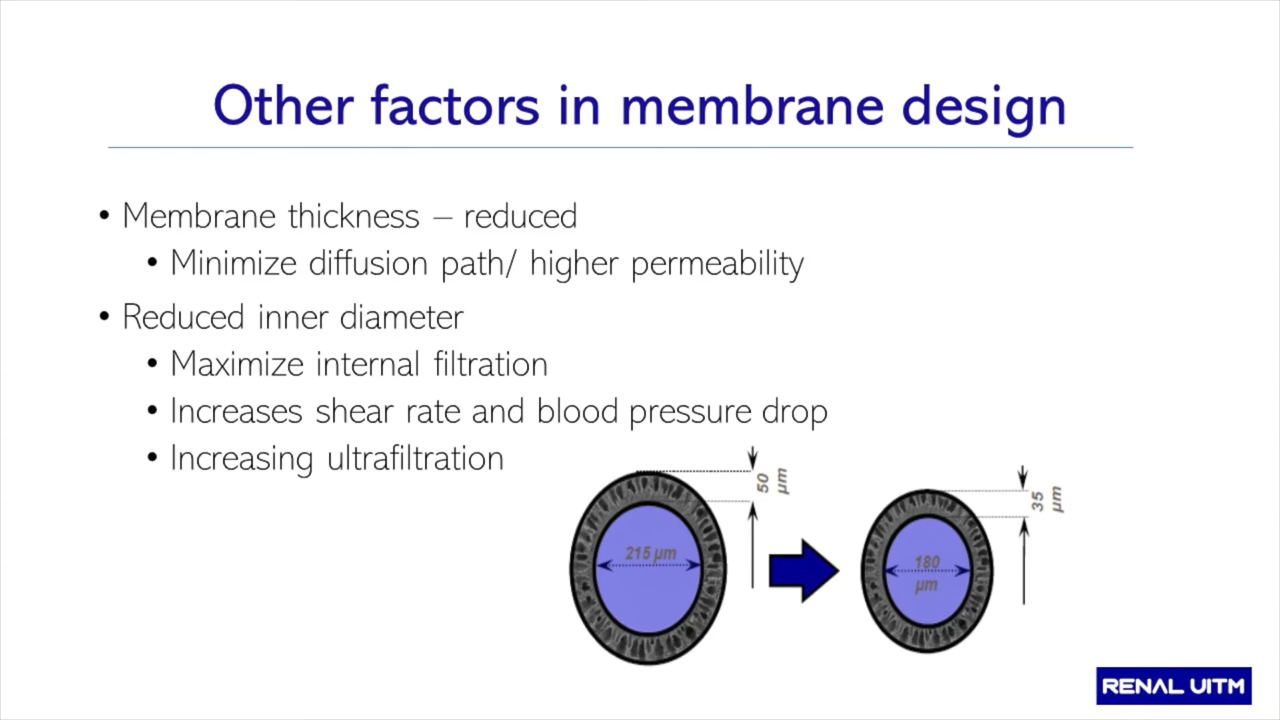 Other factors in membrane design
• Membrane thickness – reduced
• Minimize diffusion path/ higher permeability
• Reduced inner diameter
• Maximize internal filtration
• Increases shear rate and blood pressure drop
• Increasing ultrafiltration
215 µm
50
µm
180
µm
35
µm
RENAL UITM